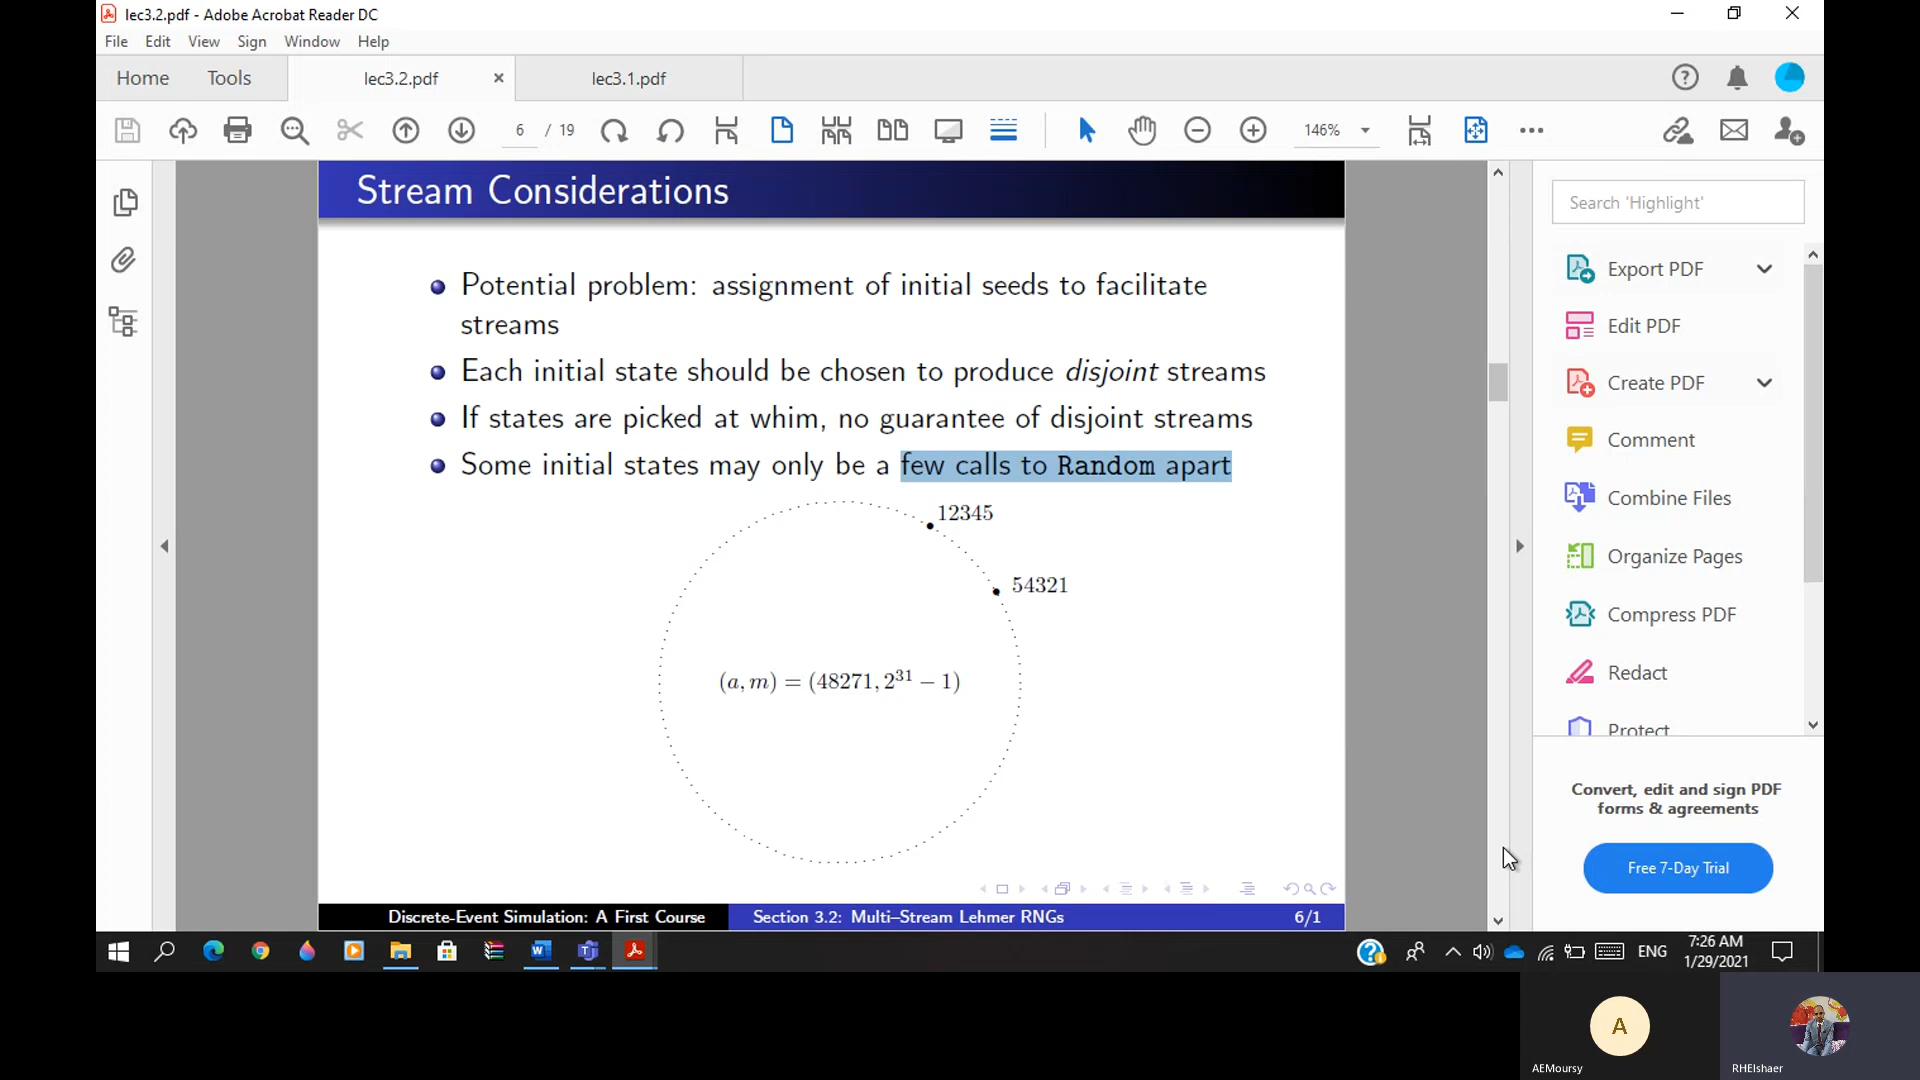 lec3.2.pdf - Adobe Acrobat Reader DC
File Edit View Sign Window Help
Home Tools lec3.2.pdf × lec3.1.pdf
6 / 19 146%
Stream Considerations
Search 'Highlight'
Potential problem: assignment of initial seeds to facilitate
streams
Each initial state should be chosen to produce disjoint streams
If states are picked at whim, no guarantee of disjoint streams
Some initial states may only be a few calls to Random apart
12345
54321
(a, m) = (48271, 2³¹ − 1)
Export PDF
Edit PDF
Create PDF
Comment
Combine Files
Organize Pages
Compress PDF
Redact
Protect
Convert, edit and sign PDF
forms & agreements
Free 7-Day Trial
Discrete-Event Simulation: A First Course Section 3.2: Multi–Stream Lehmer RNGs 6/1
ENG
7:26 AM
1/29/2021
A
AEMoursy
RHElshaer